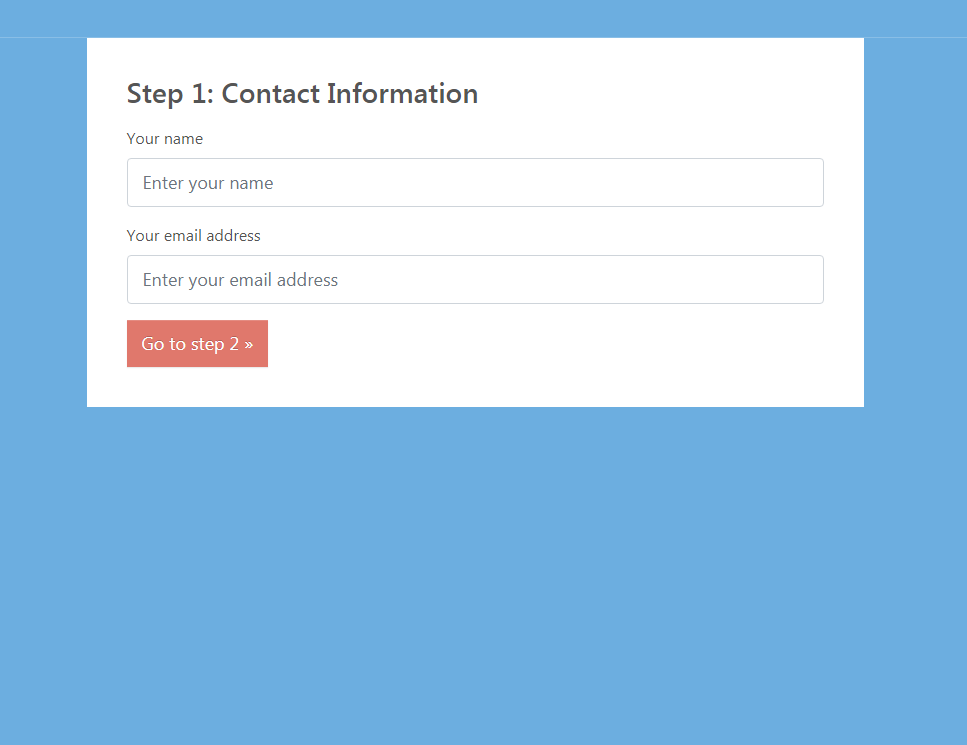 Step 1: Contact Information
Your name
Enter your name
Your email address
Enter your email address
Go to step 2 »